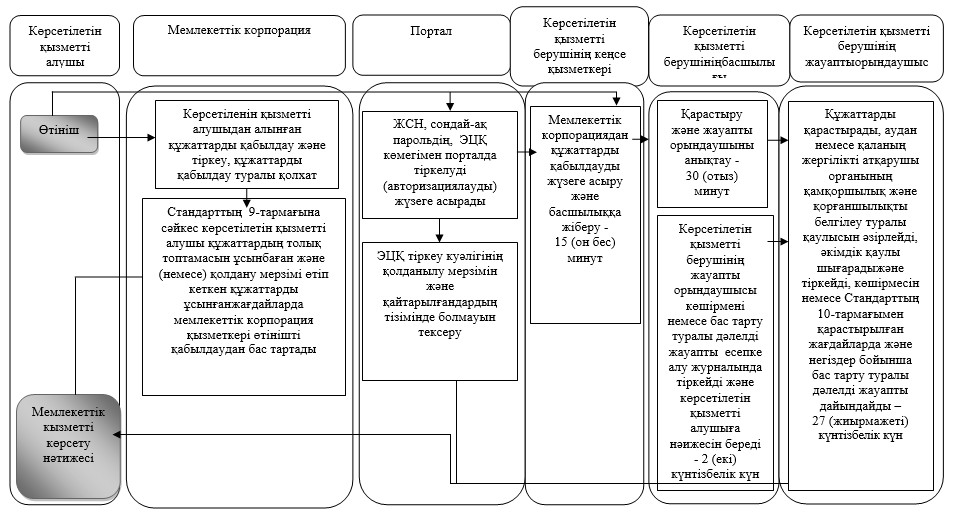 Көрсетілетін
қызметті
алушы
Мемлекеттік корпорация
Портал
Көрсетілетін
қызметті
берушінің кеңсе
қызметкері
Көрсетілетін
қызметті
берушініңбасшылы
Көрсетілетін қызметті
берушінің
жауаптыорындаушыс
Өтініш
Көрсетіленін қызметті
алушыдан алынған
құжаттарды қабылдау және
тіркеу, құжаттарды
қабылдау туралы қолхат
Стандарттың 9-тармағына
сәйкес көрсетілетін қызметті
алушы құжаттардың толық
топтамасын ұсынбаған және
(немесе) қолдану мерзімі өтіп
кеткен құжаттарды
ұсынғанжағдайларда
мемлекеттік корпорация
қызметкері өтінішті
қабылдаудан бас тартады
Мемлекеттік
кызметті
көрсету
нәтижесі
ЖСН, сондай-ақ
парольдің, ЭЦҚ
көмегімен порталда
тіркелуді
(авторизациялауды)
жүзеге асырады
ЭЦҚ тіркеу куәлігінің
қолданылу мерзімін
және
қайтарылғандардың
тізімінде болмауын
тексеру
Мемлекеттік
корпорациядан
құжаттарды
қабылдауды
жүзеге асыру
және
басшылыққа
жіберу -
15 (он бес)
минут
Қарастыру
және жауапты
орындаушыны
анықтау -
30 (отыз)
минут
Көрсетілетін
қызметті
берушінің
жауапты
орындаушысы
көшірмені
немесе бас тарту
туралы дәлелді
жауапты есепке
алу журналында
тіркейді және
көрсетілетін
қызметті
алушыға
нәижесін береді
- 2 (екі)
күнтізбелік күн
Құжаттарды
қарастырады, аудан
немесе қаланың
жергілікті атқарушы
органының
қамқоршылық және
қорғаншылықты
белгілеу туралы
қаулысын әзірлейді,
әкімдік қаулы
шығарадыжәне
тіркейді, көшірмесін
немесе Стандарттың
10-тармағымен
қарастырылған
жағдайларда және
негіздер бойынша
бас тарту туралы
дәлелді жауапты
дайындайды –
27 (жиырмажеті)
күнтізбелік күн